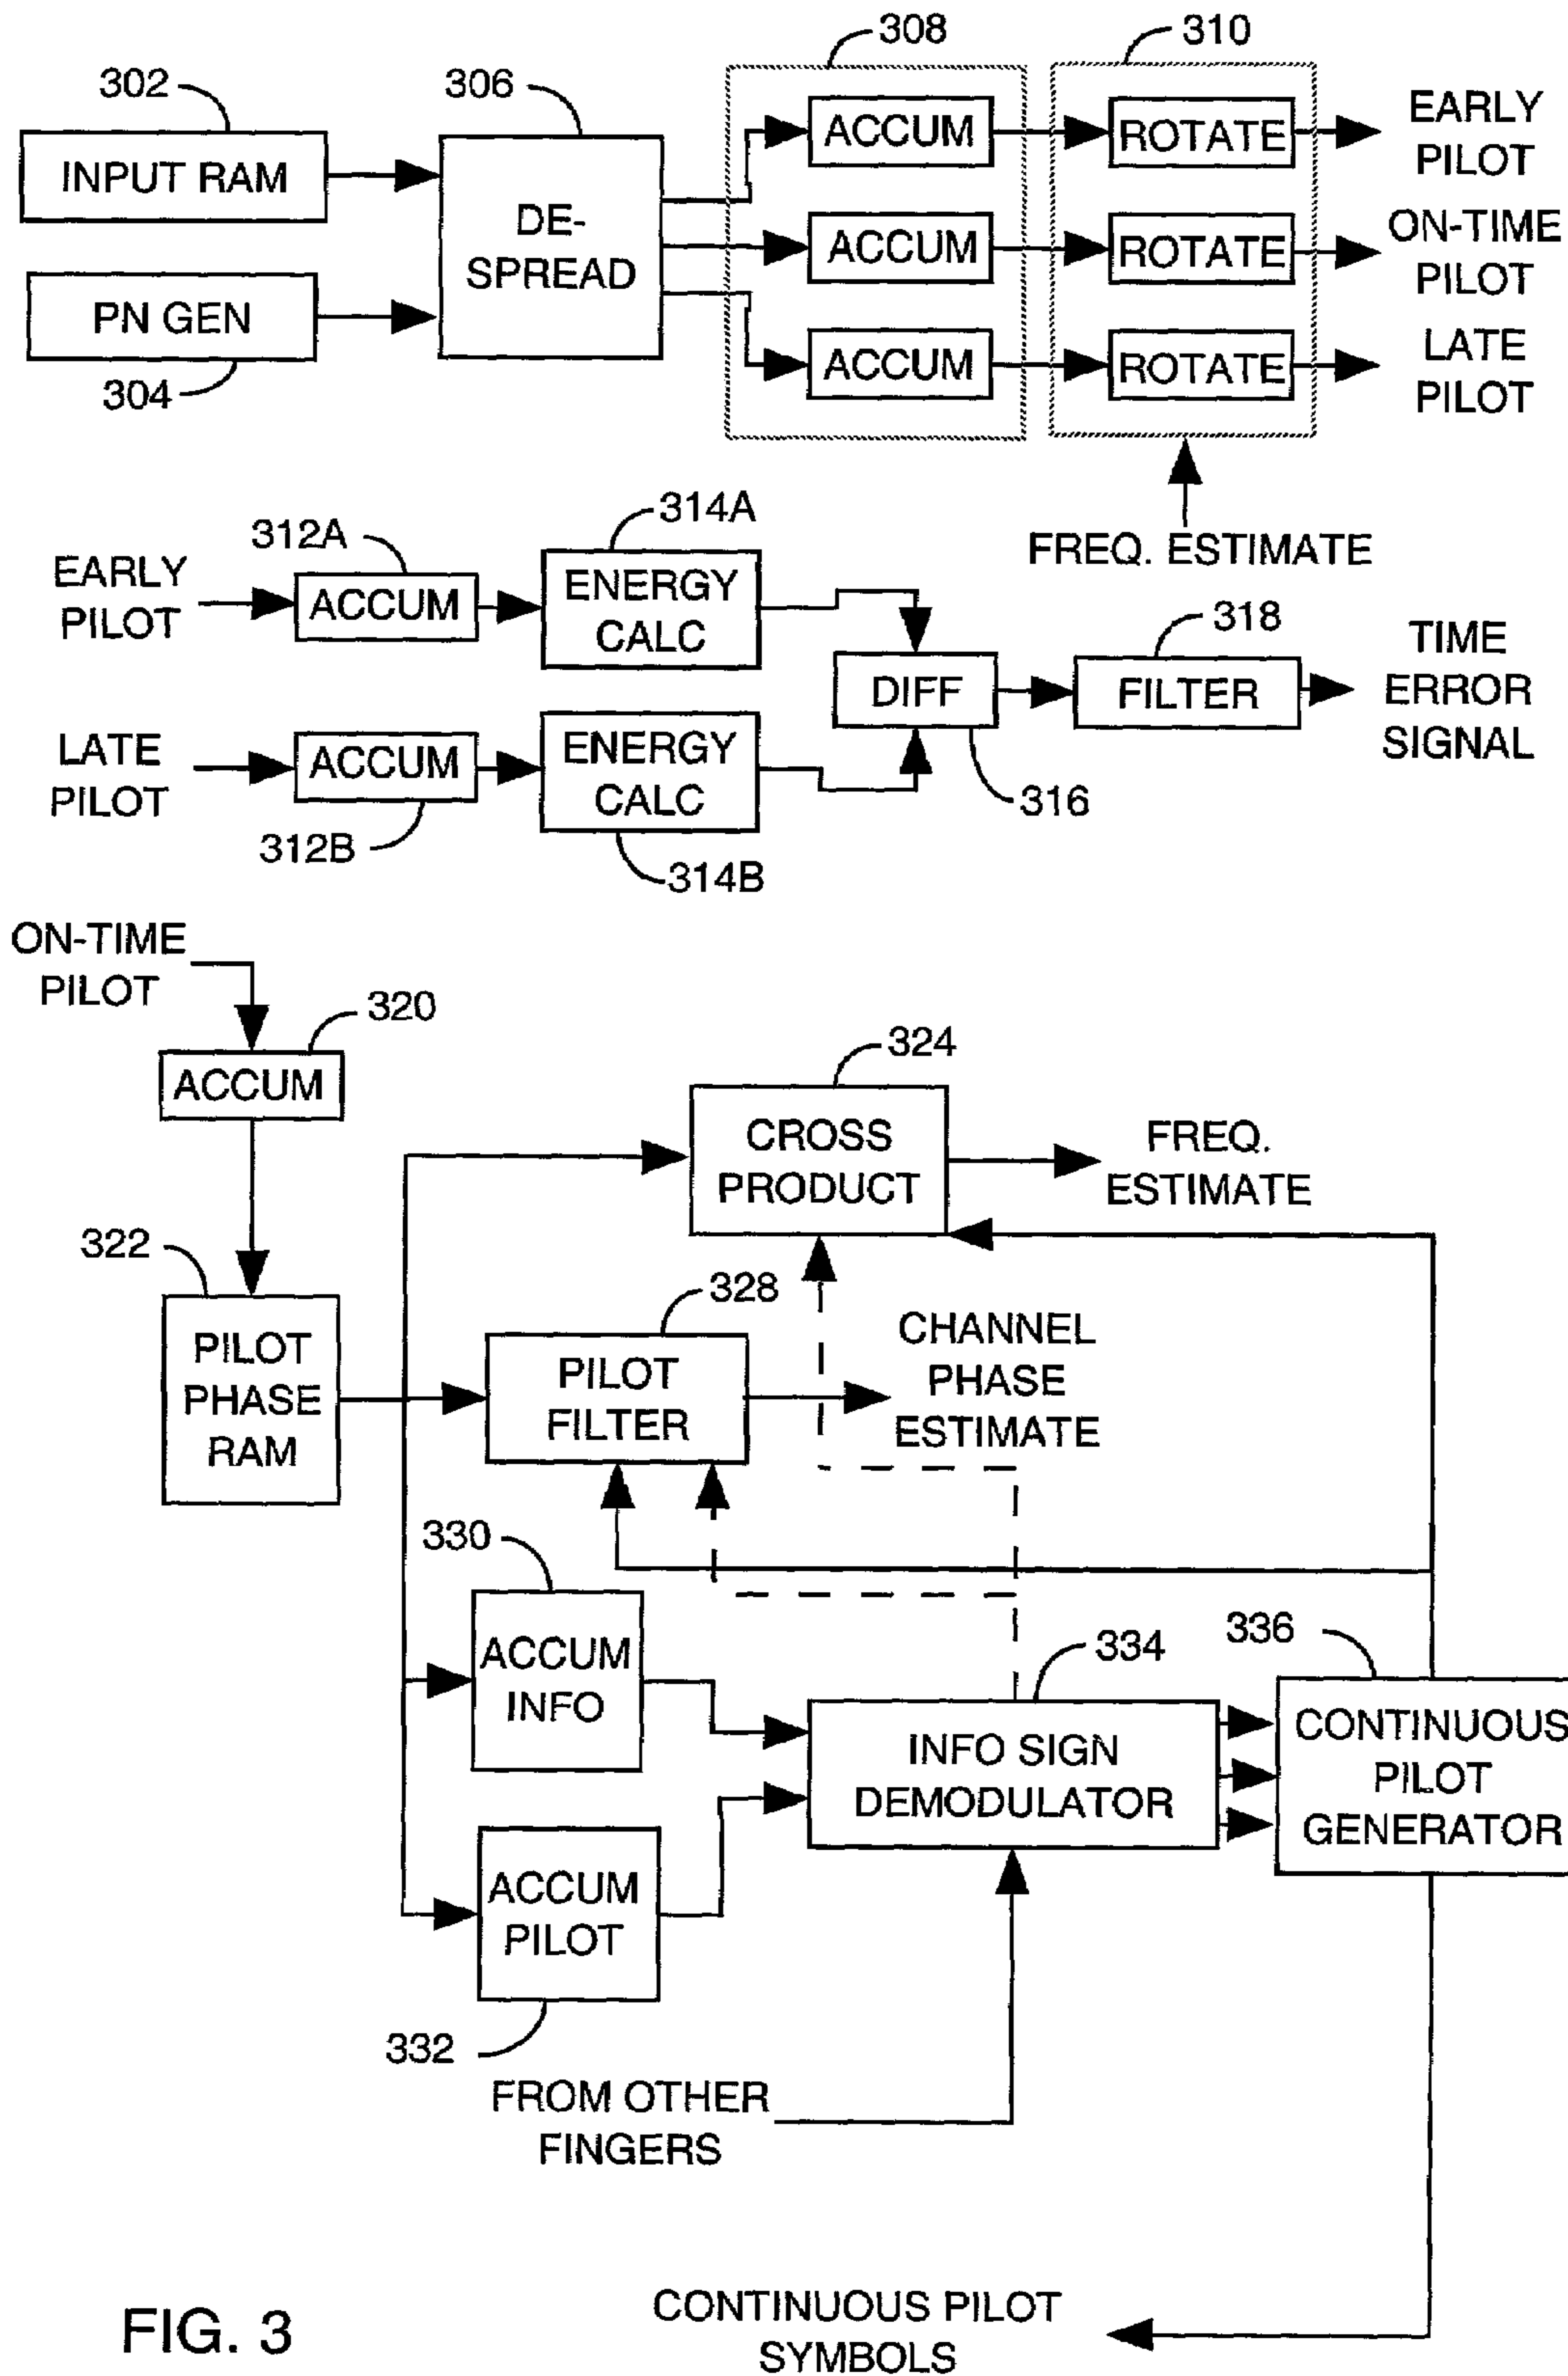 308
310
302
306
INPUT RAM
DE-
SPREAD
PN GEN
304
ACCUM
ROTATE
EARLY
PILOT
ACCUM
ROTATE
ON-TIME
PILOT
ACCUM
ROTATE
LATE
PILOT
FREQ. ESTIMATE
EARLY
PILOT
312A
ACCUM
314A
ENERGY
CALC
LATE
PILOT
ACCUM
312B
ENERGY
CALC
314B
DIFF
316
318
FILTER
TIME
ERROR
SIGNAL
ON-TIME
PILOT
320
ACCUM
322
PILOT
PHASE
RAM
324
CROSS
PRODUCT
FREQ.
ESTIMATE
328
PILOT
FILTER
CHANNEL
PHASE
ESTIMATE
330
ACCUM
INFO
ACCUM
PILOT
332
334
INFO SIGN
DEMODULATOR
336
CONTINUOUS
PILOT
GENERATOR
FROM OTHER
FINGERS
CONTINUOUS PILOT
SYMBOLS
FIG. 3